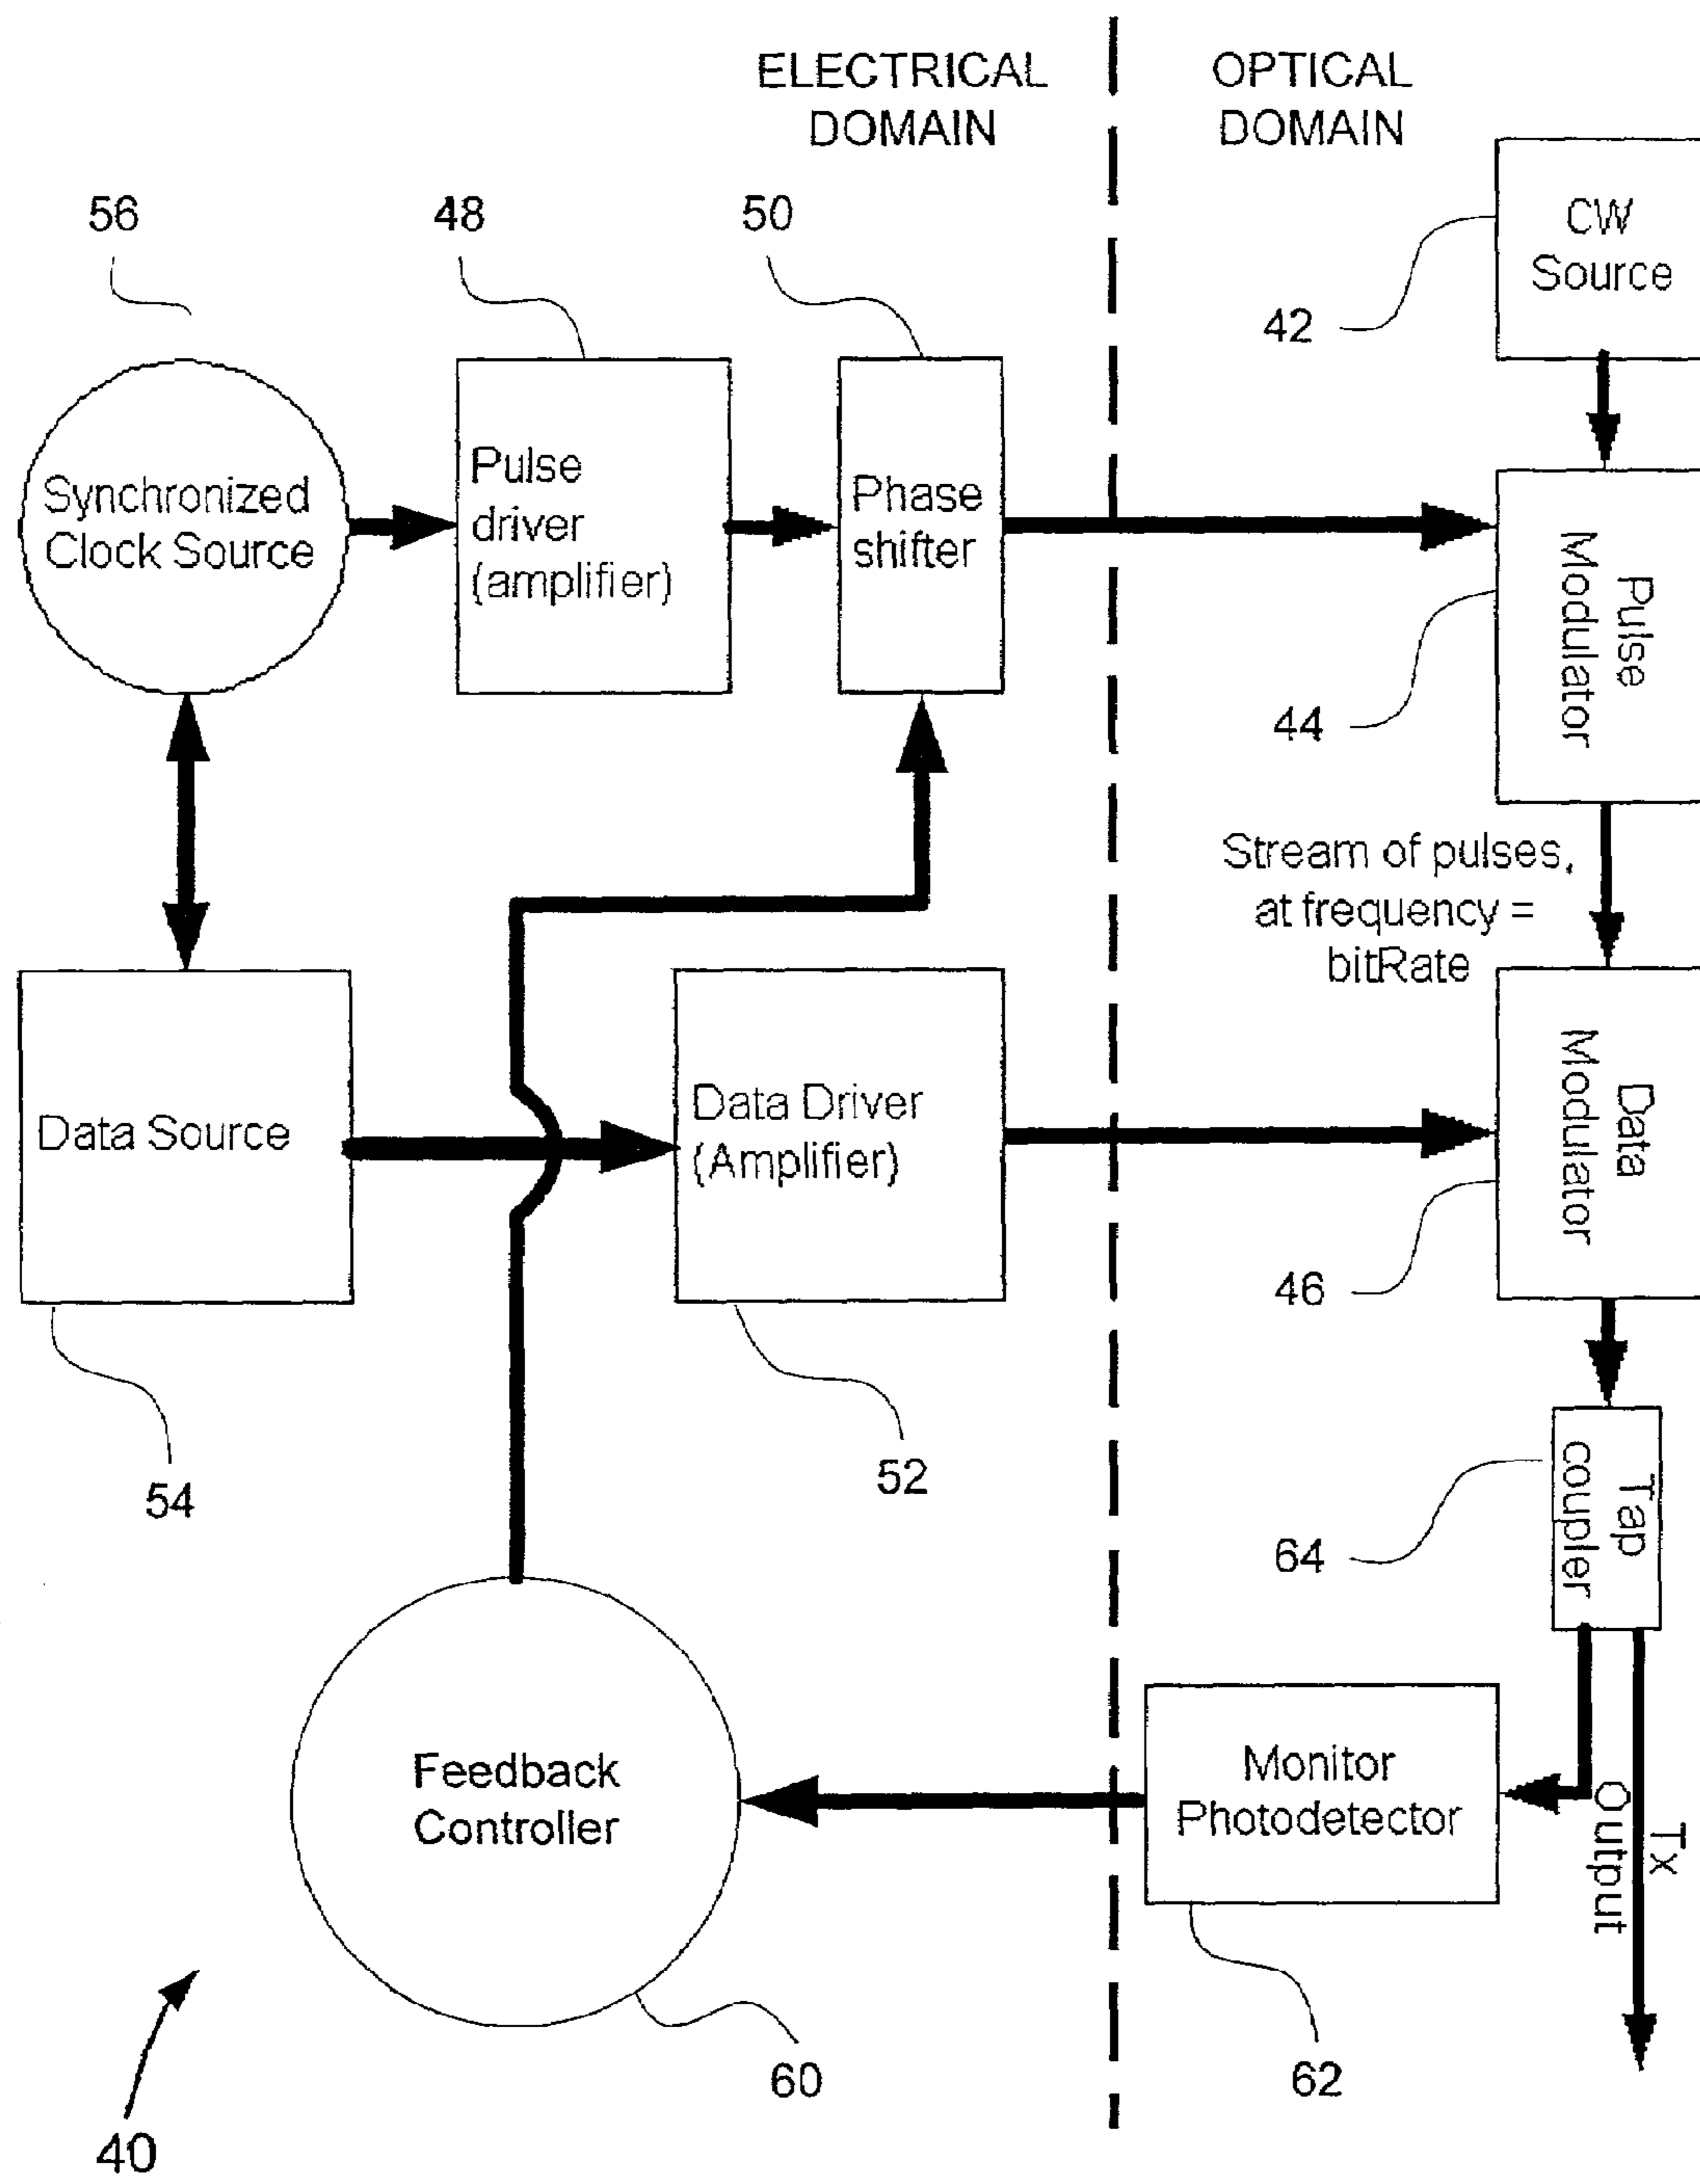 ELECTRICAL
DOMAIN
OPTICAL
DOMAIN
56
48
50
CW
Source
42
Synchronized
Clock Source
Pulse
driver
(amplifier)
Phase
shifter
Pulse
Modulator
44
Stream of pulses,
at frequency =
bitRate
Data Source
Data Driver
(Amplifier)
Data
Modulator
46
54
52
Tap
coupler
64
Feedback
Controller
Monitor
Photodetector
Tx
Output
60
62
40